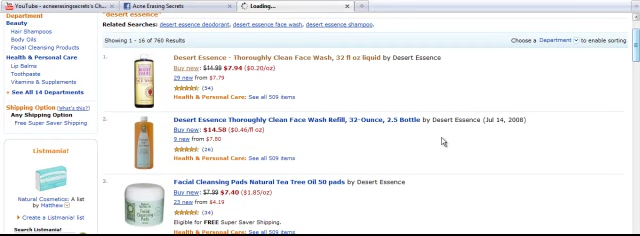 YouTube - acneerasingsecrets's Ch...
Acne Erasing Secrets
Loading...
Department
"desert essence"
Beauty
Related Searches: desert essence deodorant, desert essence face wash, desert essence shampoo.
Hair Shampoos
Body Oils
Facial Cleansing Products
Showing 1 - 16 of 760 Results
Choose a Department to enable sorting
Health & Personal Care
Lip Balms
Toothpaste
Vitamins & Supplements
See All 14 Departments
Shipping Option (What's this?)
Any Shipping Option
Free Super Saver Shipping
Listmania!
Natural Cosmetics: A list
by Matthew
Create a Listmania! list
Search Listmania!
1.
Desert Essence - Thoroughly Clean Face Wash, 32 fl oz liquid by Desert Essence
Buy new: $14.99 $7.94 ($0.20/oz)
29 new from $7.79
(54)
Health & Personal Care: See all 509 items
2.
Desert Essence Thoroughly Clean Face Wash Refill, 32-Ounce, 2.5 Bottle by Desert Essence (Jul 14, 2008)
Buy new: $14.58 ($0.46/fl oz)
9 new from $7.80
(26)
Health & Personal Care: See all 509 items
3.
Facial Cleansing Pads Natural Tea Tree Oil 50 pads by Desert Essence
Buy new: $7.99 $7.40 ($1.85/oz)
23 new from $4.19
(34)
Eligible for FREE Super Saver Shipping.
Health & Personal Care: See all 509 items